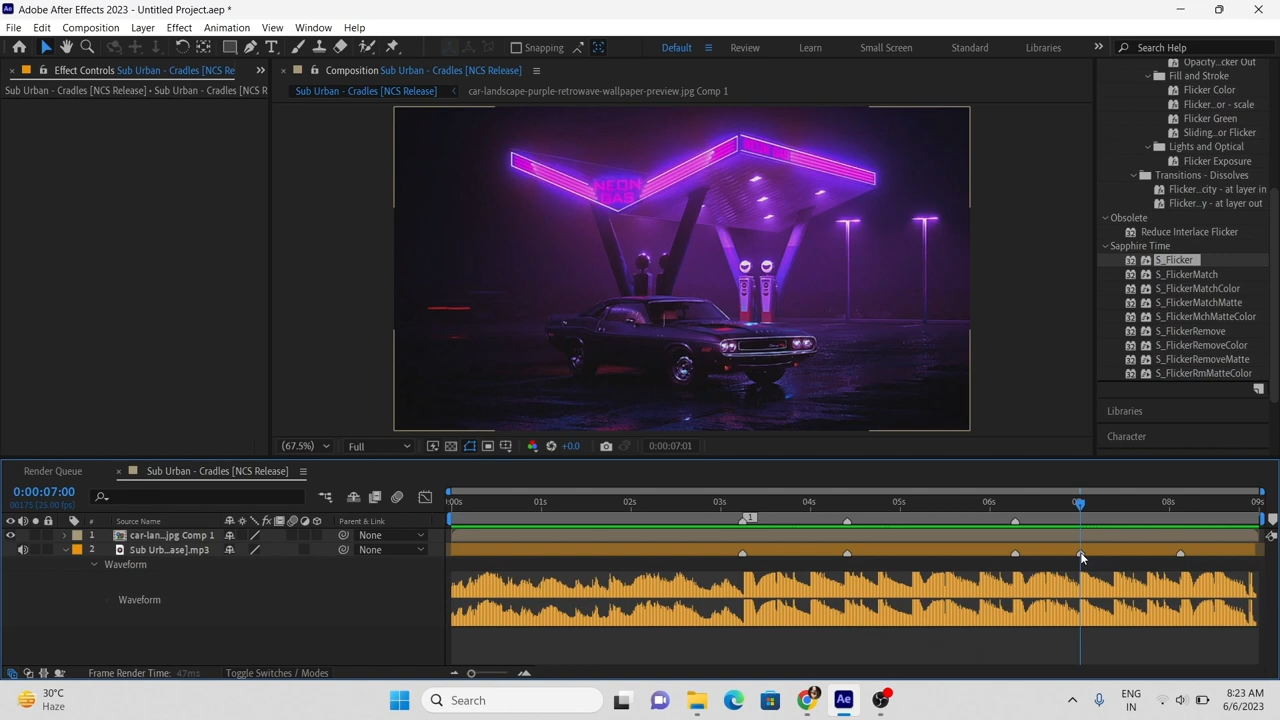 Adobe After Effects 2023 - Untitled Project.aep *
File Edit Composition Layer Effect Animation View Window Help
Snapping Default Review Learn Small Screen Standard Libraries Search Help
Effect Controls Sub Urban - Cradles [NCS Re
Sub Urban - Cradles [NCS Release] • Sub Urban - Cradles [NCS R
Composition Sub Urban - Cradles [NCS Release]
Sub Urban - Cradles [NCS Release] car-landscape-purple-retrowave-wallpaper-preview.jpg Comp 1
NEON
GAS
(67.5%) Full +0.0 0:00:07:01
Opacity...cker Out
Fill and Stroke
Flicker Color
Flicker...or - scale
Flicker Green
Sliding...or Flicker
Lights and Optical
Flicker Exposure
Transitions - Dissolves
Flicker...city - at layer in
Flicker...y - at layer out
Obsolete
Reduce Interlace Flicker
Sapphire Time
S_Flicker
S_FlickerMatch
S_FlickerMatchColor
S_FlickerMatchMatte
S_FlickerMchMatteColor
S_FlickerRemove
S_FlickerRemoveColor
S_FlickerRemoveMatte
S_FlickerRmMatteColor
Libraries
Character
Render Queue Sub Urban - Cradles [NCS Release]
0:00:07:00
00175 (25.00 fps)
:00s 01s 02s 03s 04s 05s 06s 08s 09s
# Source Name Parent & Link
1
1 car-lan...jpg Comp 1 None
2 Sub Urb...ase].mp3 None
Waveform
Waveform
Frame Render Time: 47ms Toggle Switches / Modes
30°C
Haze
Search
Ae
ENG
IN
8:23 AM
6/6/2023